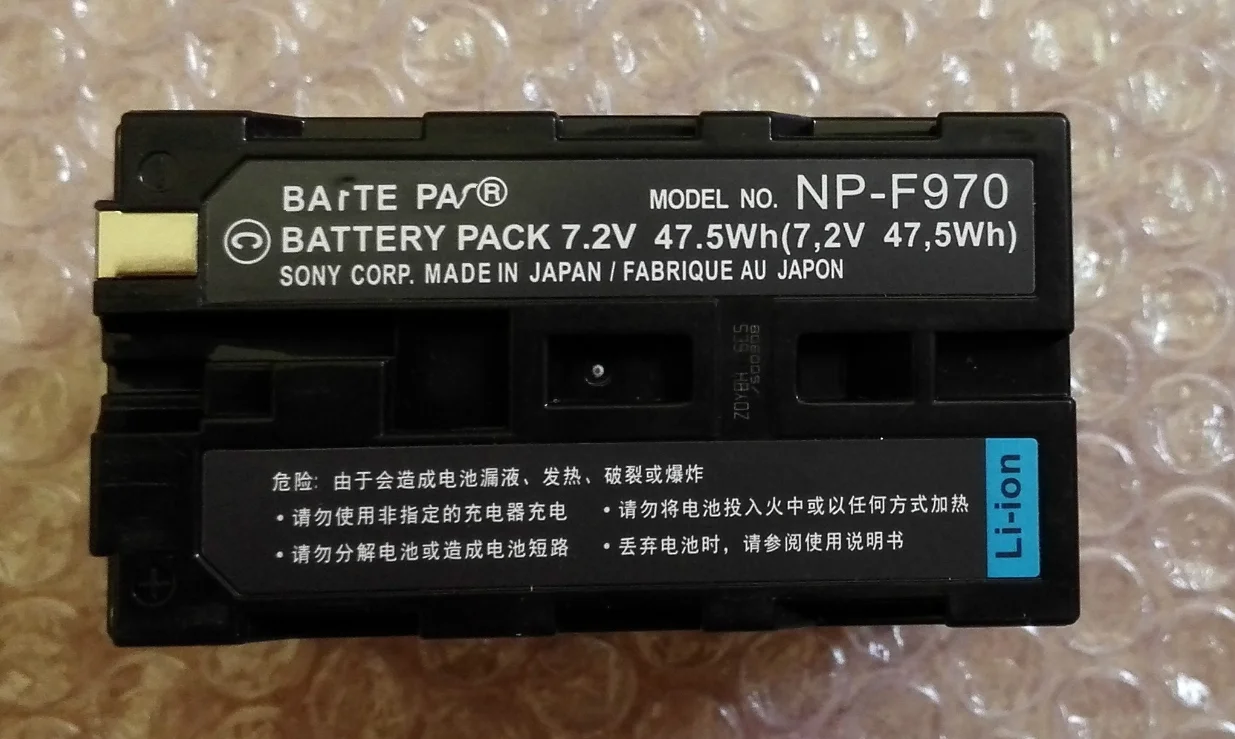 BArTE PA/®
MODEL NO. NP-F970
Ⓒ BATTERY PACK 7.2V 47.5Wh(7,2V 47,5Wh)
SONY CORP. MADE IN JAPAN / FABRIQUE AU JAPON
危险: 由于会造成电池漏液、发热、破裂或爆炸
• 请勿使用非指定的充电器充电
• 请勿将电池投入火中或以任何方式加热
• 请勿分解电池或造成电池短路
• 丢弃电池时，请参阅使用说明书
Li-ion